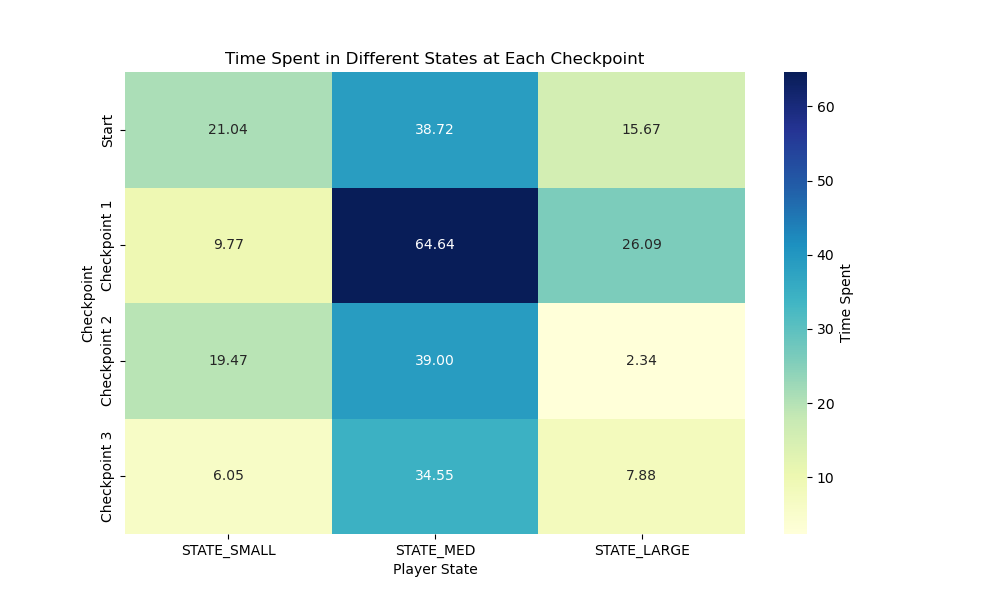 Time Spent in Different States at Each Checkpoint
Checkpoint
Start
21.04
38.72
15.67
Checkpoint 1
9.77
64.64
26.09
Checkpoint 2
19.47
39.00
2.34
Checkpoint 3
6.05
34.55
7.88
STATE_SMALL
STATE_MED
STATE_LARGE
Player State
60
50
40
30
20
10
Time Spent